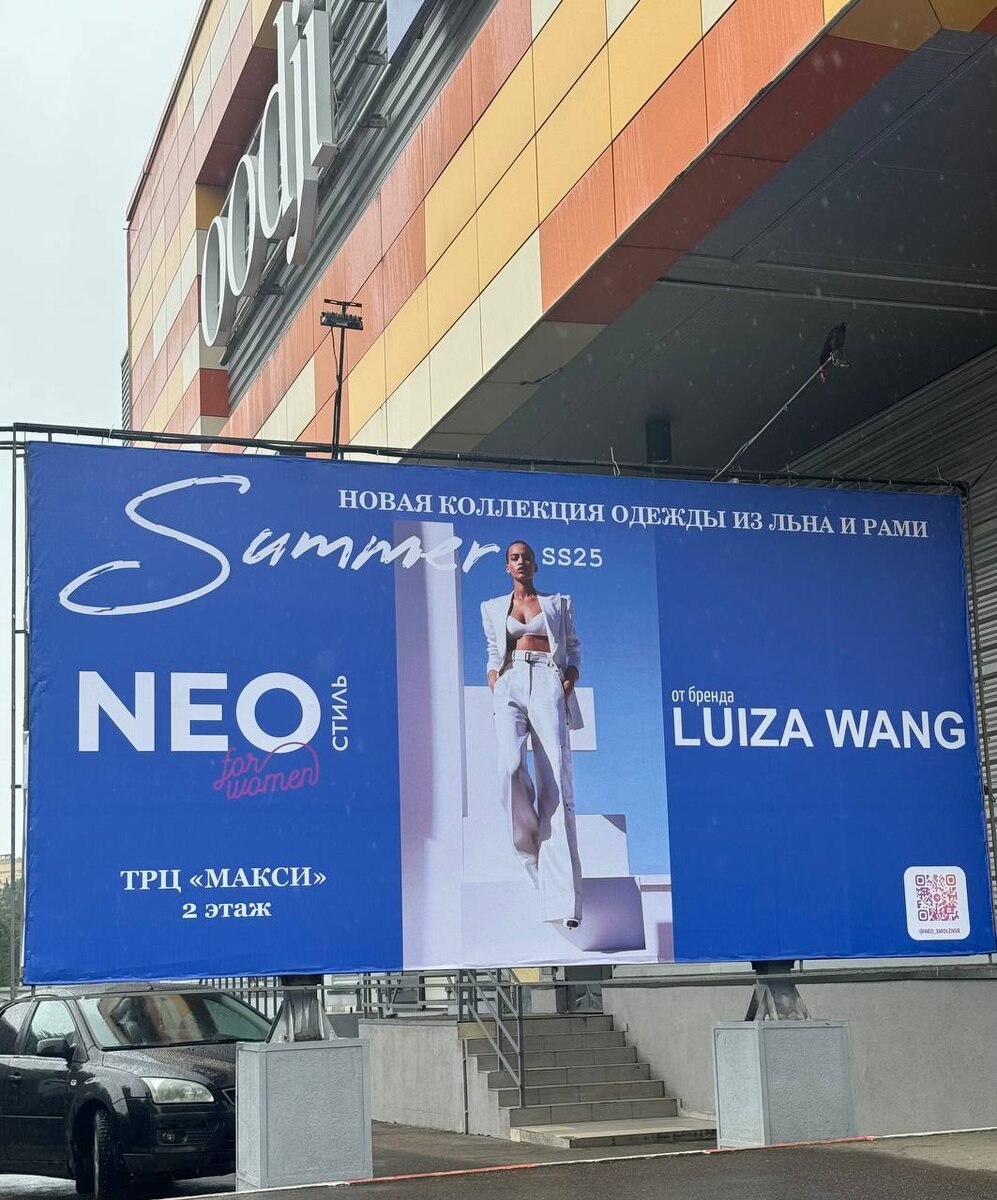 Summer
НОВАЯ КОЛЛЕКЦИЯ ОДЕЖДЫ ИЗ ЛЬНА И РАМИ
SS25
NEO
СТИЛЬ
for
women
от бренда
LUIZA WANG
ТРЦ «МАКСИ»
2 этаж
@NEO_SMOLENSK